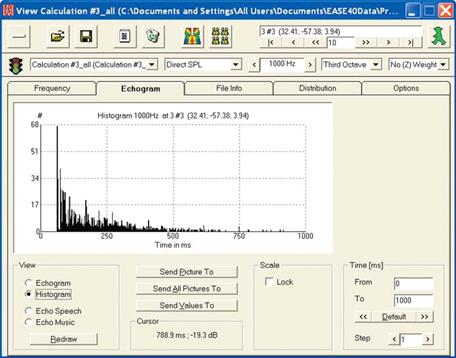 View Calculation #3_all (C:\Documents and Settings\All Users\Documents\EASE40Data\Pr...
3 #3 (32.41; -57.38; 3.94)
|< < << 10 > >> >|
Calculation #3_all (Calculation #3_ Direct SPL < 1000 Hz > Third Octave No (Z) Weight
Frequency Echogram File Info Distribution Options
# Histogram 1000Hz at 3 #3 (32.41; -57.38; 3.94)
68
51
34
17
0
0 250 500 750 1000
Time in ms
View
Echogram
Histogram
Echo Speech
Echo Music
Redraw
Send Picture To
Send All Pictures To
Send Values To
Cursor
788.9 ms ; -19.3 dB
Scale
Lock
Time [ms]
From 0
To 1000
<< Default >>
Step < 1 >